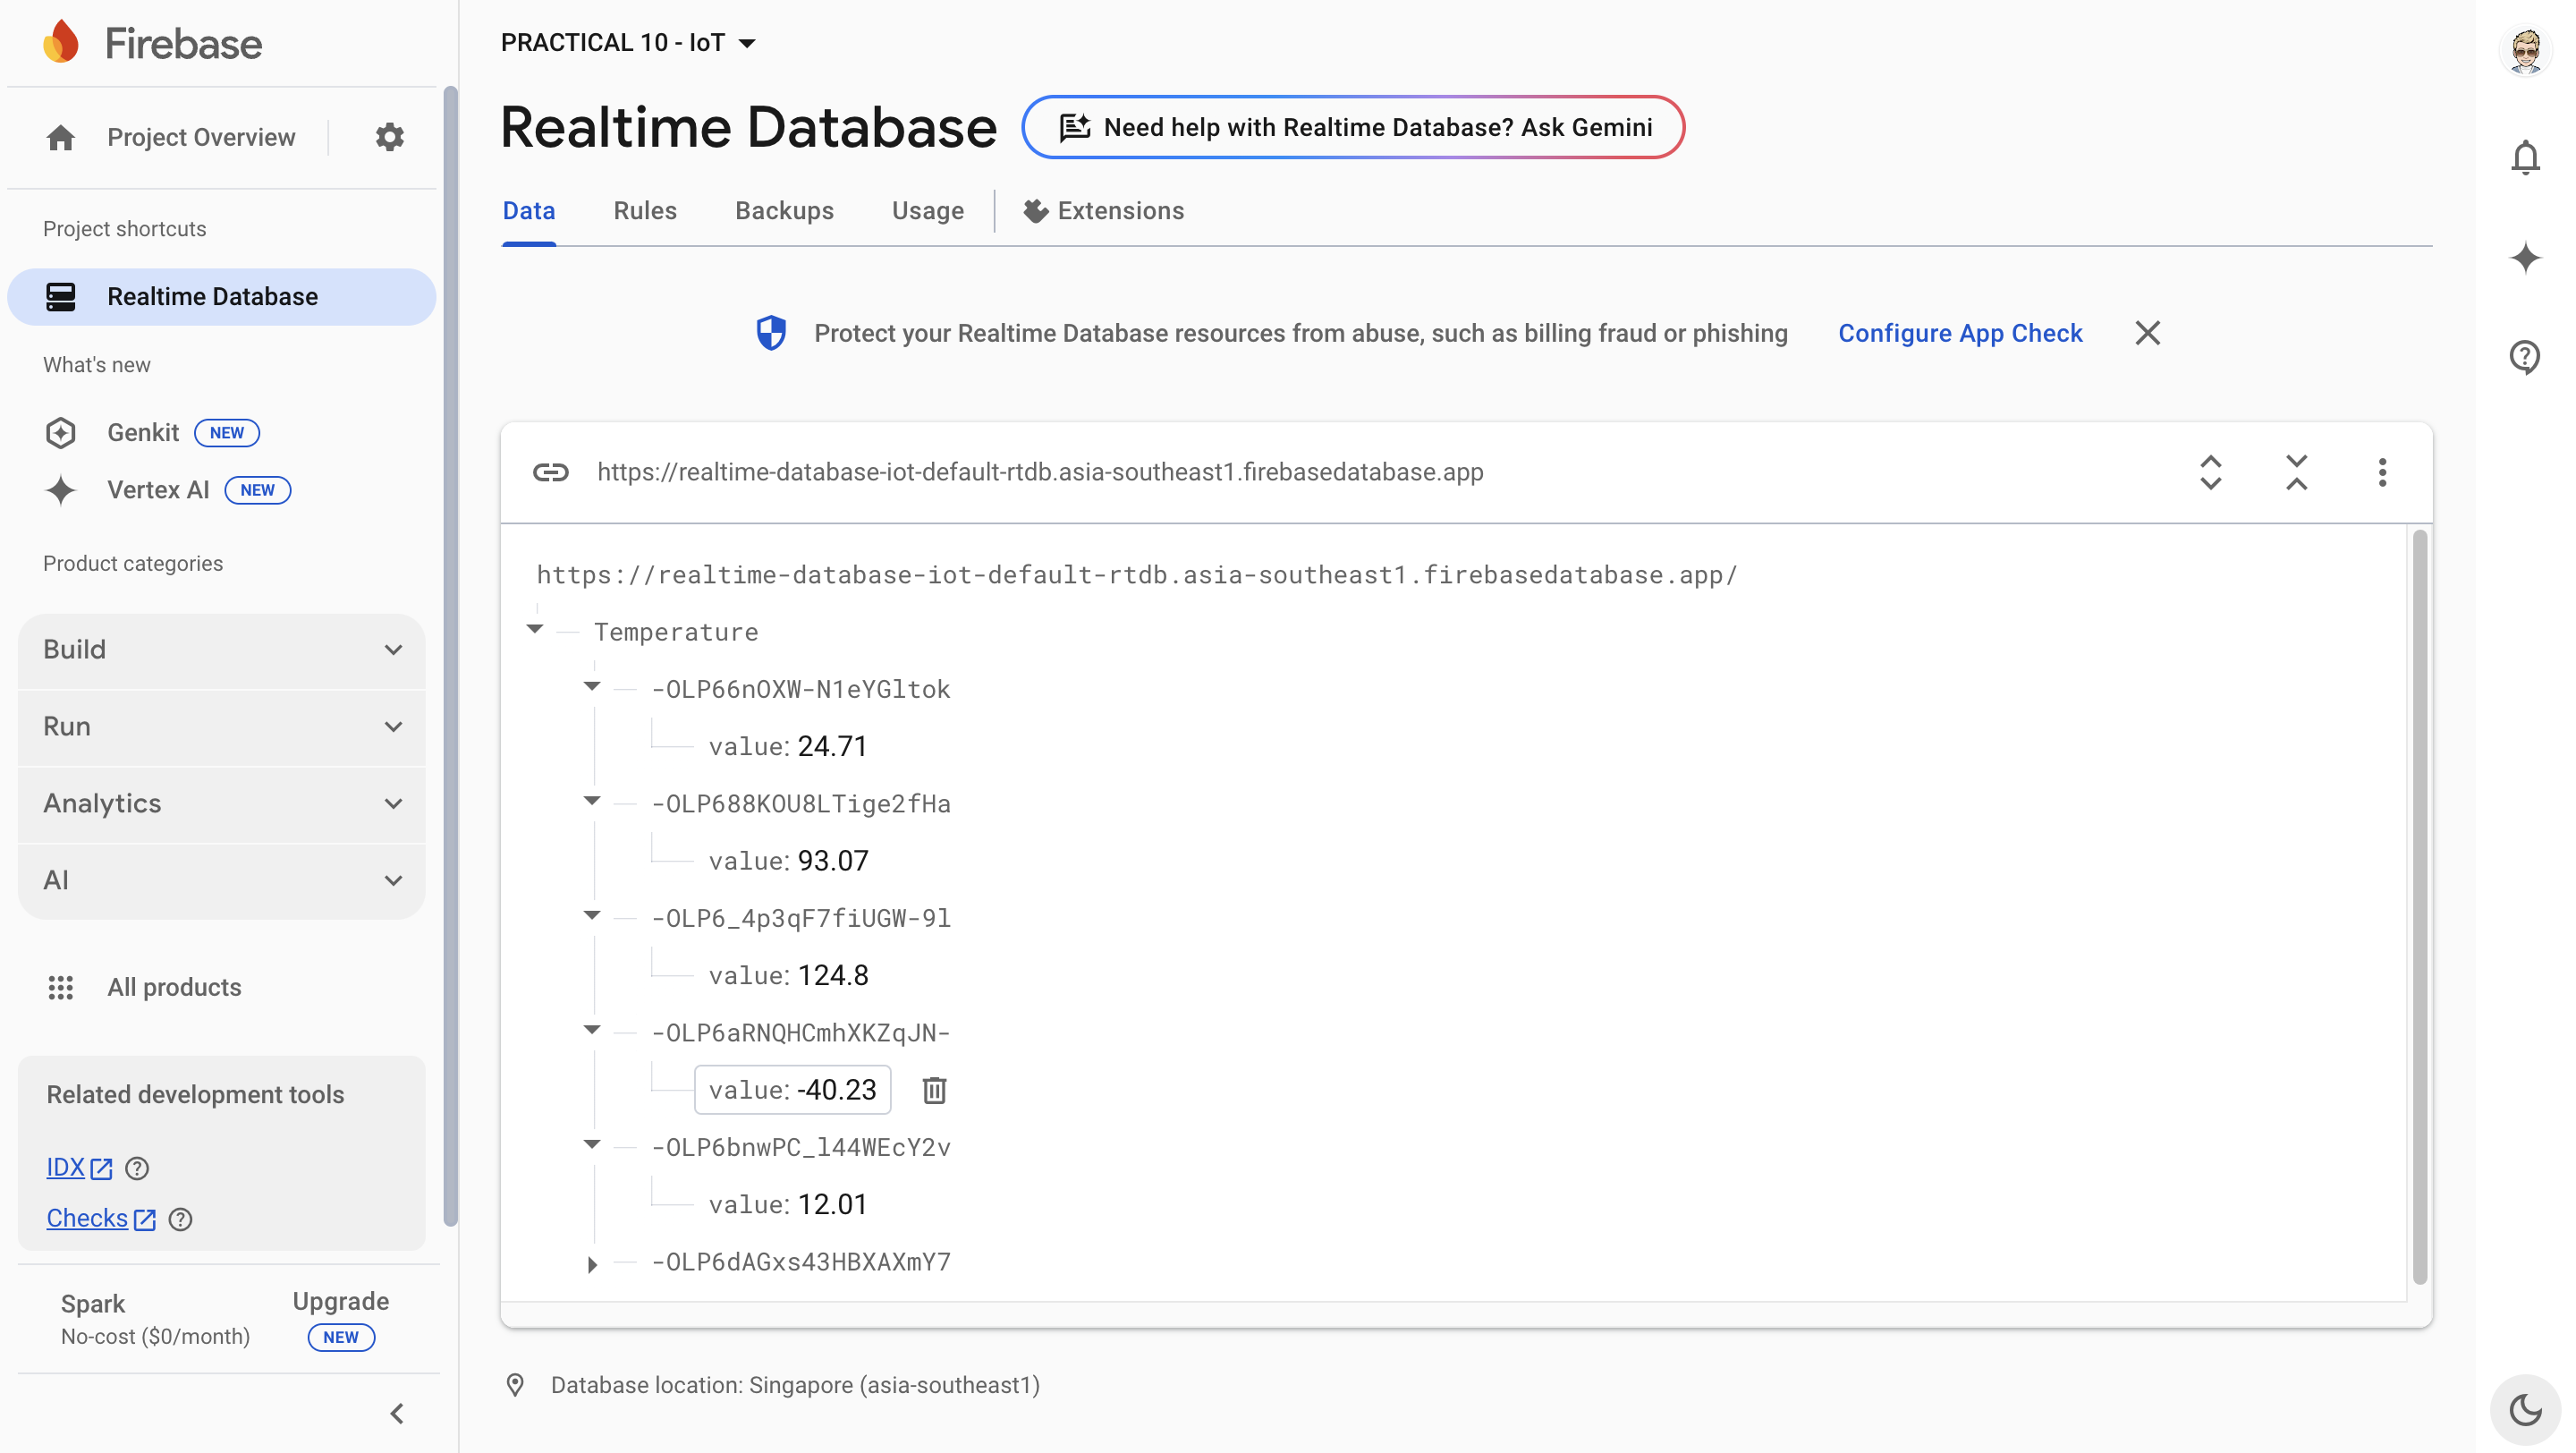 Firebase
Project Overview
Project shortcuts
Realtime Database
What's new
Genkit NEW
Vertex AI NEW
Product categories
Build
Run
Analytics
AI
All products
Related development tools
IDX
Checks
Spark
No-cost ($0/month)
Upgrade
NEW
PRACTICAL 10 - IoT
Realtime Database
Need help with Realtime Database? Ask Gemini
Data Rules Backups Usage Extensions
Protect your Realtime Database resources from abuse, such as billing fraud or phishing Configure App Check
https://realtime-database-iot-default-rtdb.asia-southeast1.firebasedatabase.app
https://realtime-database-iot-default-rtdb.asia-southeast1.firebasedatabase.app/
Temperature
-OLP66nOXW-N1eYGltok
value: 24.71
-OLP688KOU8LTige2fHa
value: 93.07
-OLP6_4p3qF7fiUGW-9l
value: 124.8
-OLP6aRNQHCmhXKZqJN-
value: -40.23
-OLP6bnwPC_l44WEcY2v
value: 12.01
-OLP6dAGxs43HBXAXmY7
Database location: Singapore (asia-southeast1)